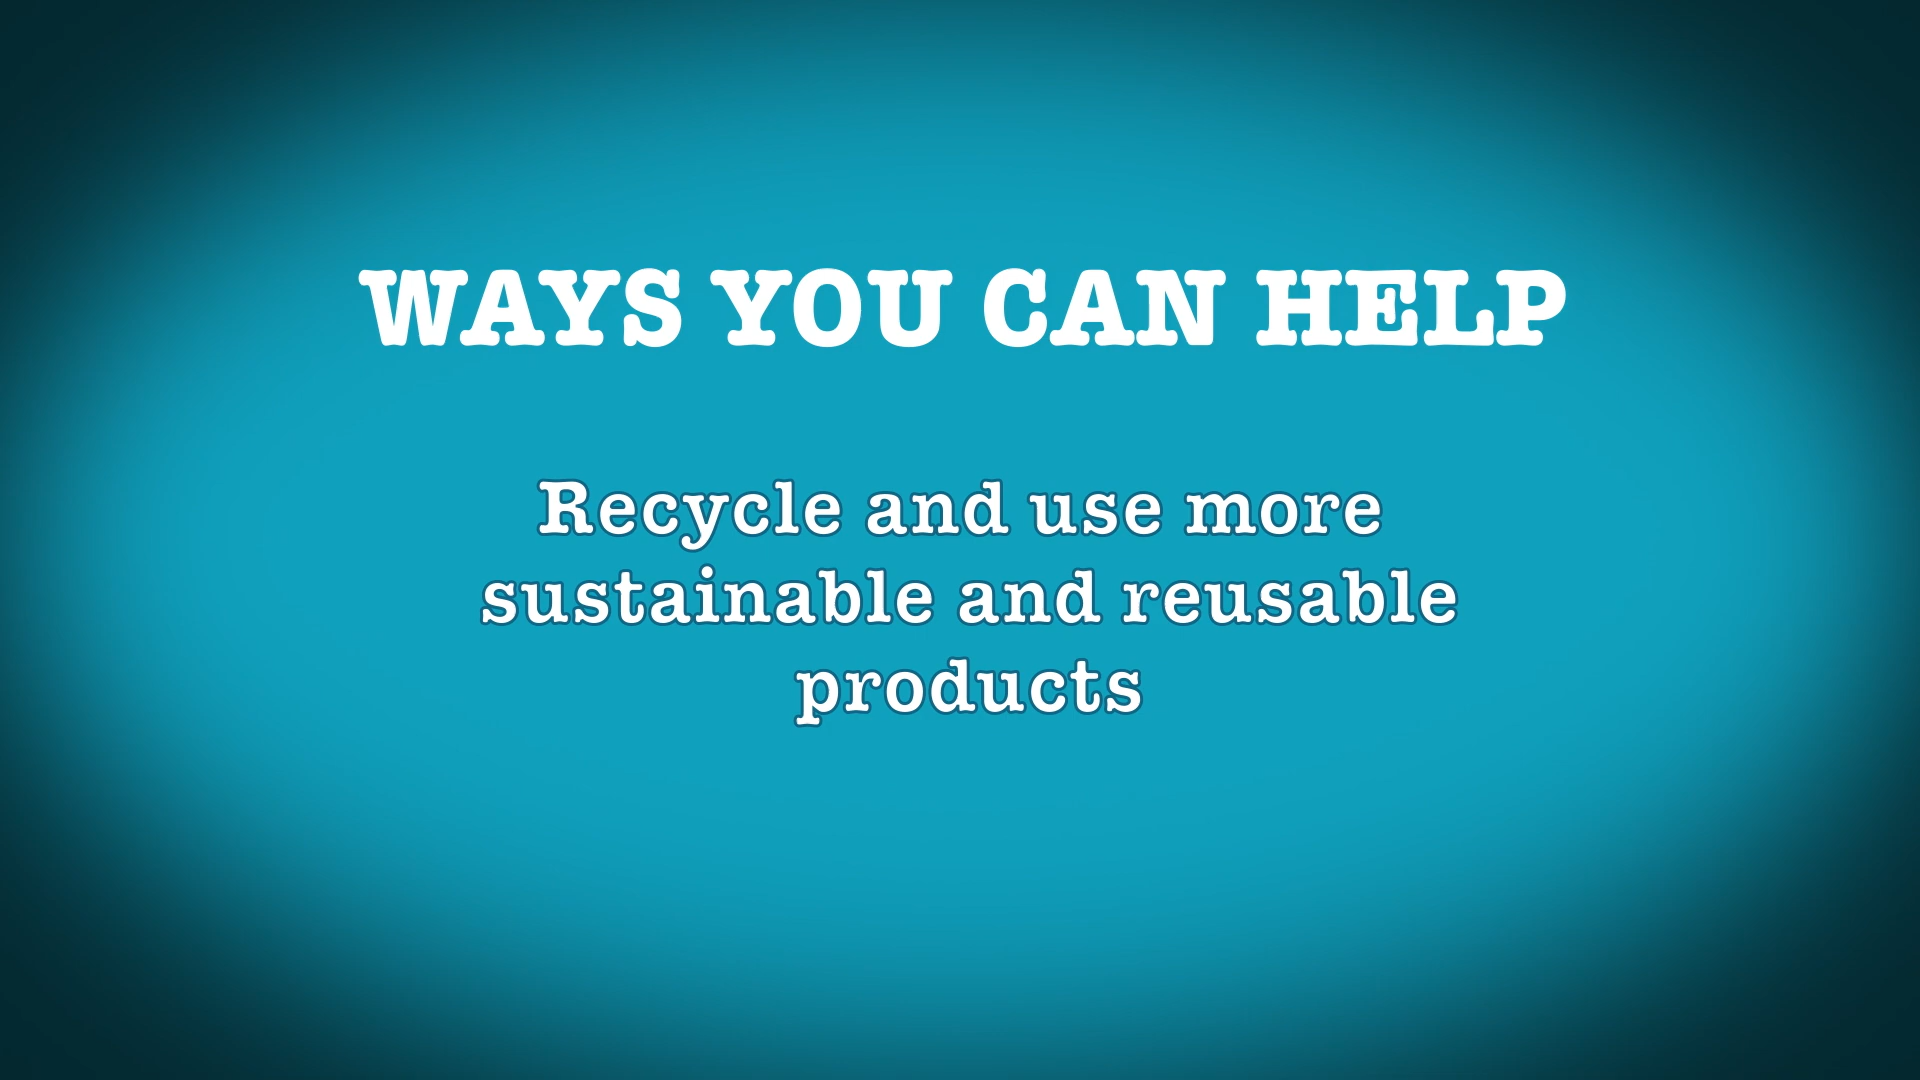 WAYS YOU CAN HELP
Recycle and use more
sustainable and reusable
products